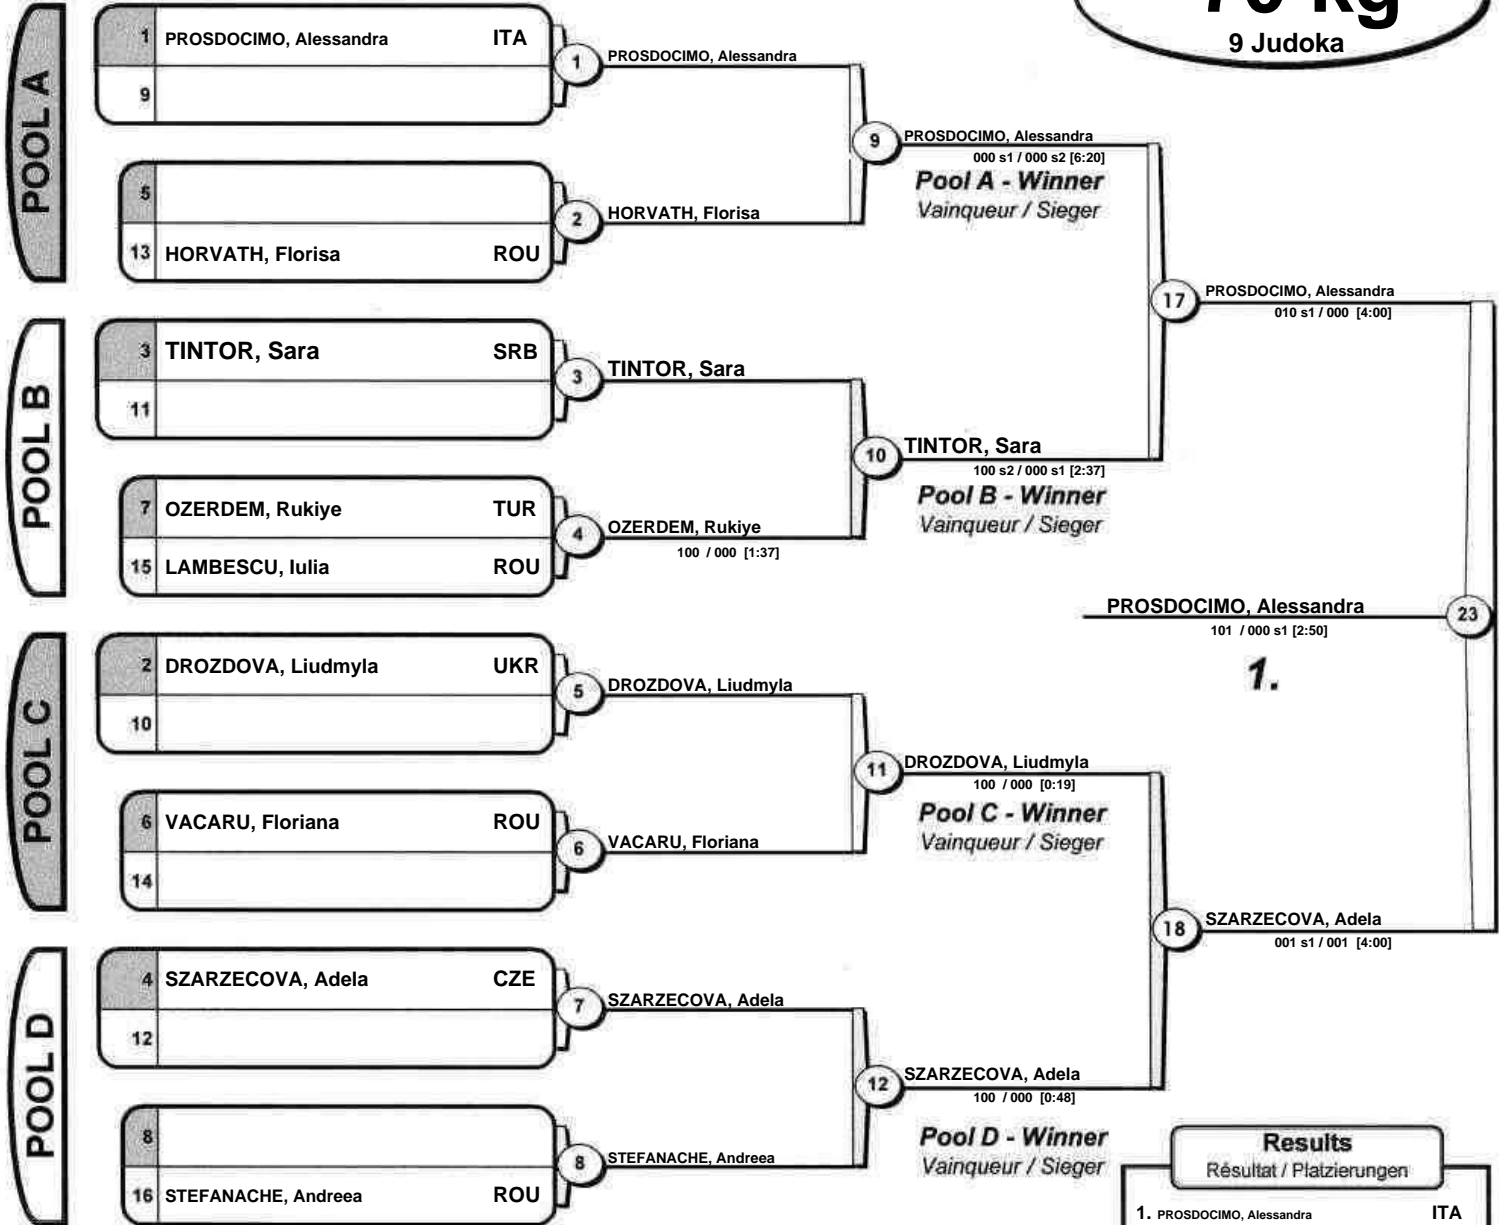 70 kg
9 Judoka
POOL A
1 PROSDOCIMO, Alessandra ITA
9
1 PROSDOCIMO, Alessandra
5
13 HORVATH, Florisa ROU
2 HORVATH, Florisa
9 PROSDOCIMO, Alessandra
000 s1 / 000 s2 [6:20]
Pool A - Winner
Vainqueur / Sieger
POOL B
3 TINTOR, Sara SRB
11
3 TINTOR, Sara
7 OZERDEM, Rukiye TUR
15 LAMBESCU, Iulia ROU
4 OZERDEM, Rukiye
100 / 000 [1:37]
10 TINTOR, Sara
100 s2 / 000 s1 [2:37]
Pool B - Winner
Vainqueur / Sieger
17 PROSDOCIMO, Alessandra
010 s1 / 000 [4:00]
PROSDOCIMO, Alessandra 23
101 / 000 s1 [2:50]
1.
POOL C
2 DROZDOVA, Liudmyla UKR
10
5 DROZDOVA, Liudmyla
6 VACARU, Floriana ROU
14
6 VACARU, Floriana
11 DROZDOVA, Liudmyla
100 / 000 [0:19]
Pool C - Winner
Vainqueur / Sieger
POOL D
4 SZARZECOVA, Adela CZE
12
7 SZARZECOVA, Adela
8
16 STEFANACHE, Andreea ROU
8 STEFANACHE, Andreea
12 SZARZECOVA, Adela
100 / 000 [0:48]
Pool D - Winner
Vainqueur / Sieger
18 SZARZECOVA, Adela
001 s1 / 001 [4:00]
Results
Résultat / Platzierungen
1. PROSDOCIMO, Alessandra ITA